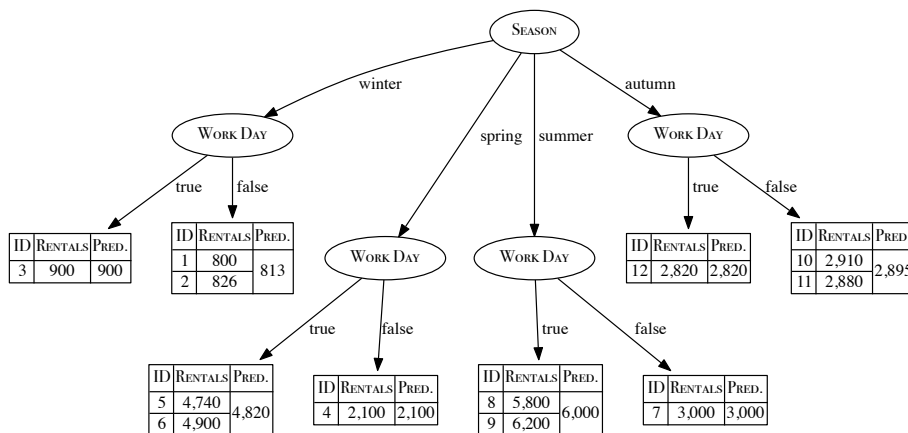 SEASON
winter
autumn
spring
summer
WORK DAY
WORK DAY
true
false
true
false
ID RENTALS PRED.
3 900 900
ID RENTALS PRED.
1 800 813
2 826
WORK DAY
WORK DAY
ID RENTALS PRED.
12 2,820 2,820
ID RENTALS PRED.
10 2,910 2,895
11 2,880
true
false
true
false
ID RENTALS PRED.
5 4,740 4,820
6 4,900
ID RENTALS PRED.
4 2,100 2,100
ID RENTALS PRED.
8 5,800 6,000
9 6,200
ID RENTALS PRED.
7 3,000 3,000